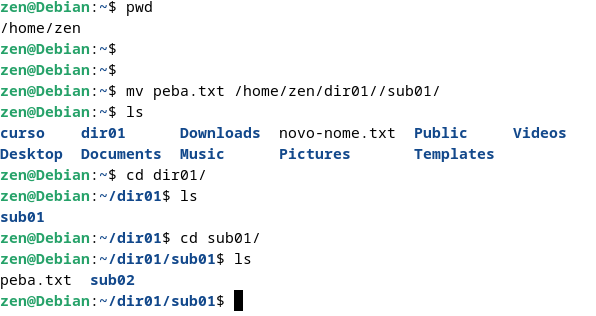 zen@Debian:~$ pwd
/home/zen
zen@Debian:~$
zen@Debian:~$
zen@Debian:~$ mv peba.txt /home/zen/dir01//sub01/
zen@Debian:~$ ls
curso    dir01      Downloads  novo-nome.txt  Public     Videos
Desktop  Documents  Music      Pictures       Templates
zen@Debian:~$ cd dir01/
zen@Debian:~/dir01$ ls
sub01
zen@Debian:~/dir01$ cd sub01/
zen@Debian:~/dir01/sub01$ ls
peba.txt  sub02
zen@Debian:~/dir01/sub01$